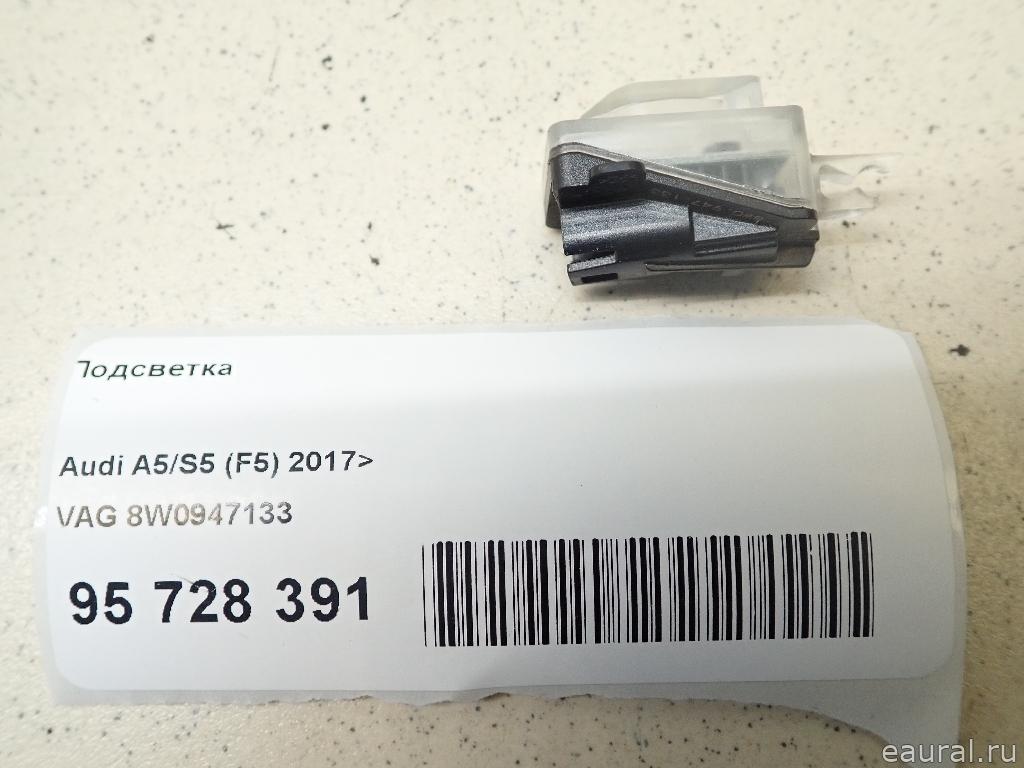 Подсветка
Audi A5/S5 (F5) 2017>
VAG 8W0947133
95 728 391
eaural.ru